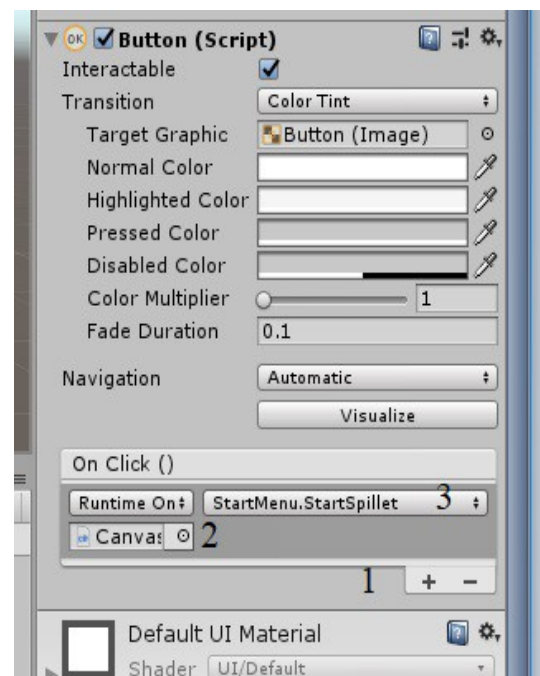 OK Button (Script)
Interactable
Transition Color Tint
Target Graphic Button (Image)
Normal Color
Highlighted Color
Pressed Color
Disabled Color
Color Multiplier 1
Fade Duration 0.1
Navigation Automatic
Visualize
On Click ()
Runtime On StartMenu.StartSpillet 3
Canvas 2
1 + −
Default UI Material
Shader UI/Default